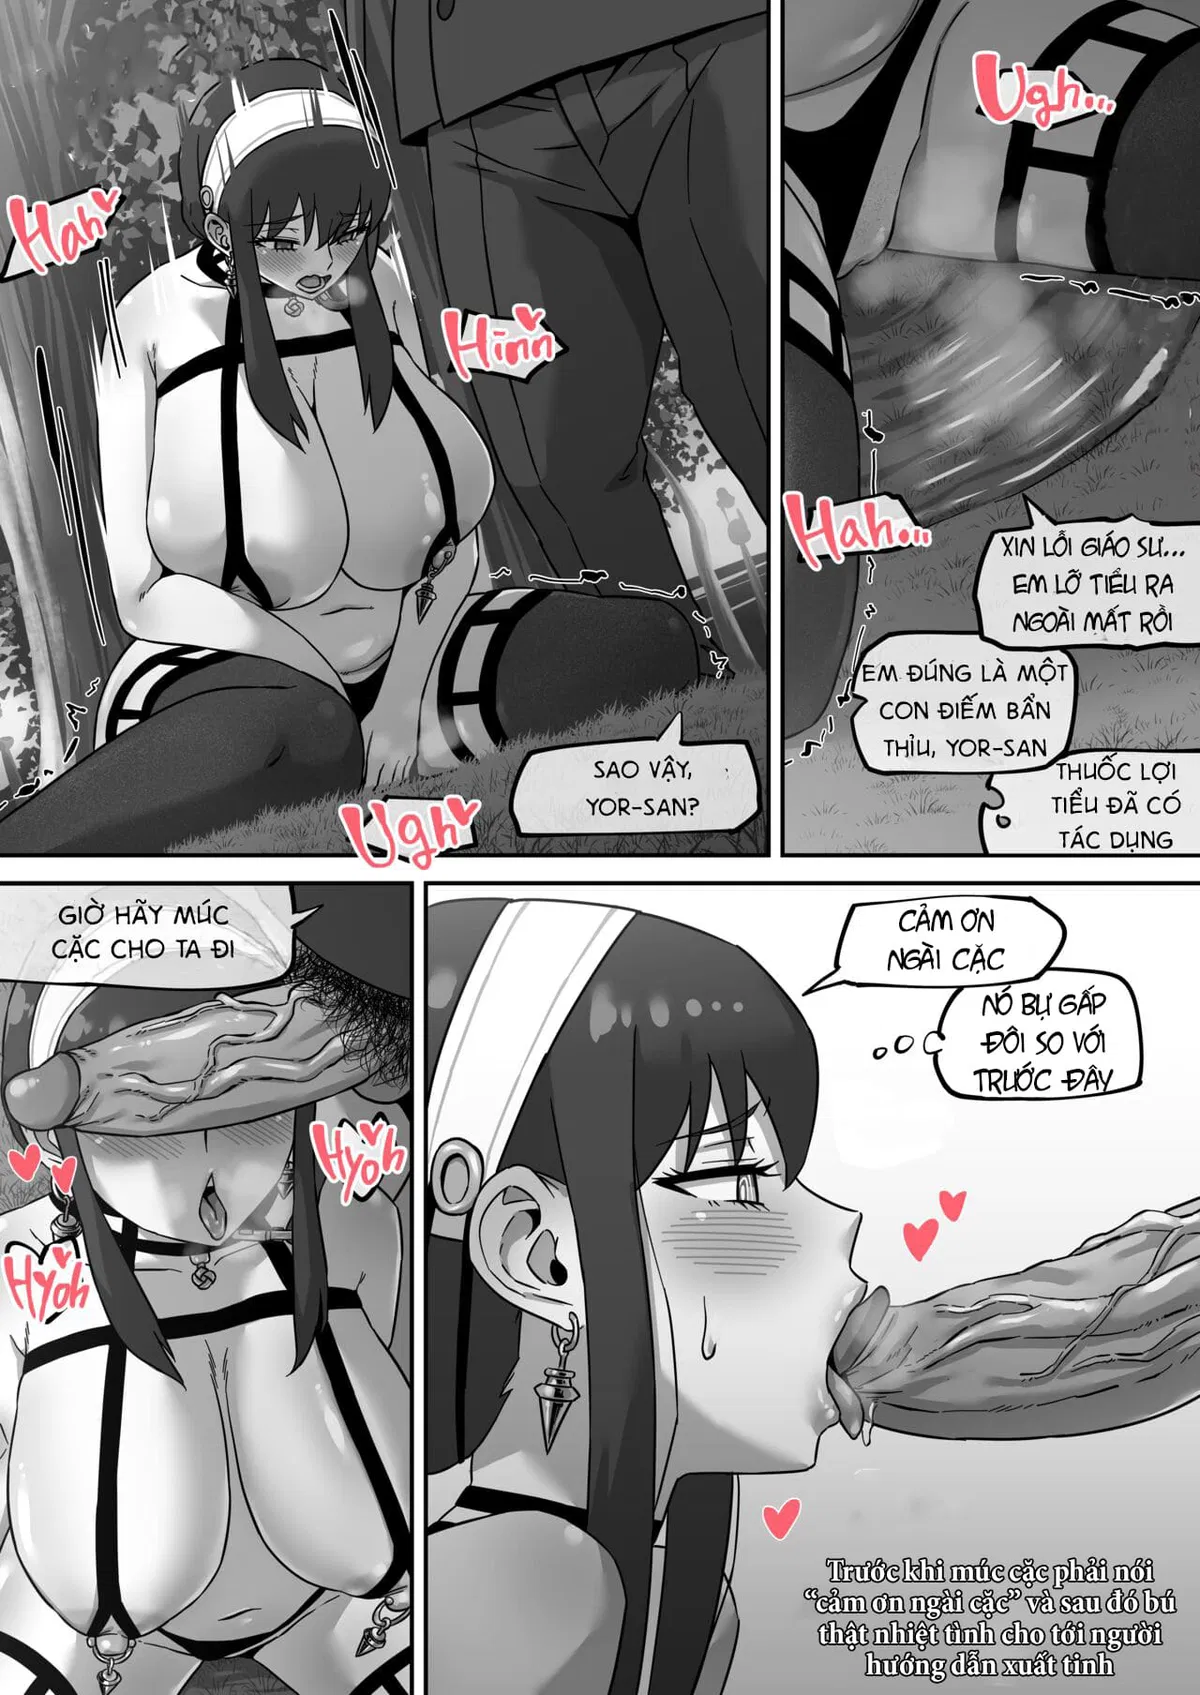 Hah
Hinn
SAO VẬY,
YOR-SAN?
Ugh
Ugh...
Hah...
XIN LỖI GIÁO SƯ...
EM LỠ TIỂU RA
NGOÀI MẤT RỒI
EM ĐÚNG LÀ MỘT
CON ĐIẾM BẨN
THỈU, YOR-SAN
THUỐC LỢI
TIỂU ĐÃ CÓ
TÁC DỤNG
GIỜ HÃY MÚC
CẶC CHO TA ĐI
Hyoh
Hyoh
CẢM ƠN
NGÀI CẶC
NÓ BỰ GẤP
ĐÔI SO VỚI
TRƯỚC ĐÂY
Trước khi múc cặc phải nói
“cảm ơn ngài cặc” và sau đó bú
thật nhiệt tình cho tới người
hướng dẫn xuất tinh